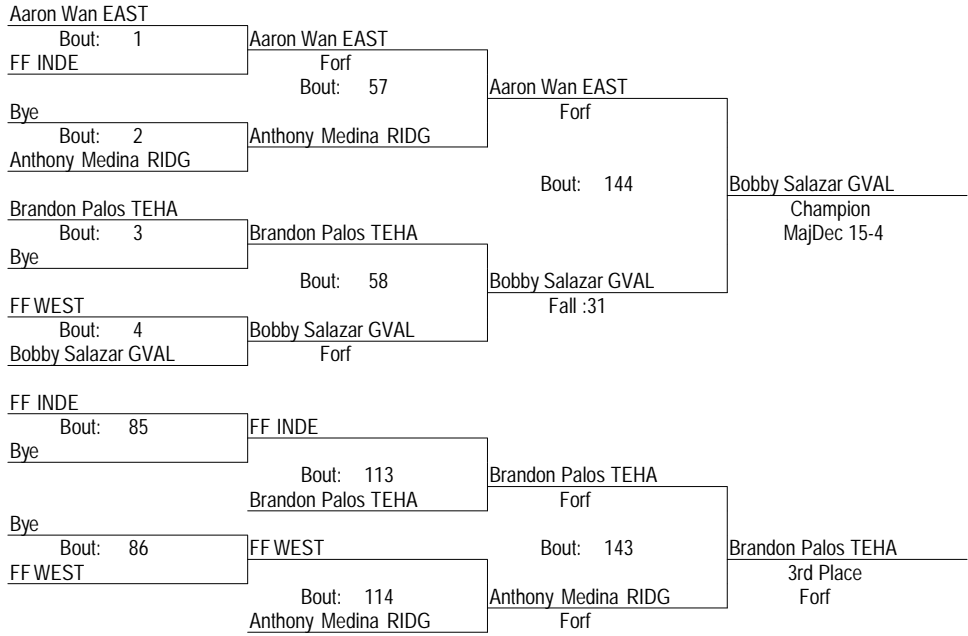 Aaron Wan EAST
Bout: 1
Aaron Wan EAST
FF INDE
Forf
Bout: 57
Aaron Wan EAST
Bye
Forf
Bout: 2
Anthony Medina RIDG
Anthony Medina RIDG
Bout: 144
Bobby Salazar GVAL
Brandon Palos TEHA
Champion
Bout: 3
Brandon Palos TEHA
MajDec 15-4
Bye
Bout: 58
Bobby Salazar GVAL
FF WEST
Fall :31
Bout: 4
Bobby Salazar GVAL
Bobby Salazar GVAL
Forf
FF INDE
Bout: 85
FF INDE
Bye
Bout: 113
Brandon Palos TEHA
Brandon Palos TEHA
Forf
Bye
Bout: 86
FF WEST
Bout: 143
Brandon Palos TEHA
FF WEST
3rd Place
Bout: 114
Anthony Medina RIDG
Forf
Anthony Medina RIDG
Forf